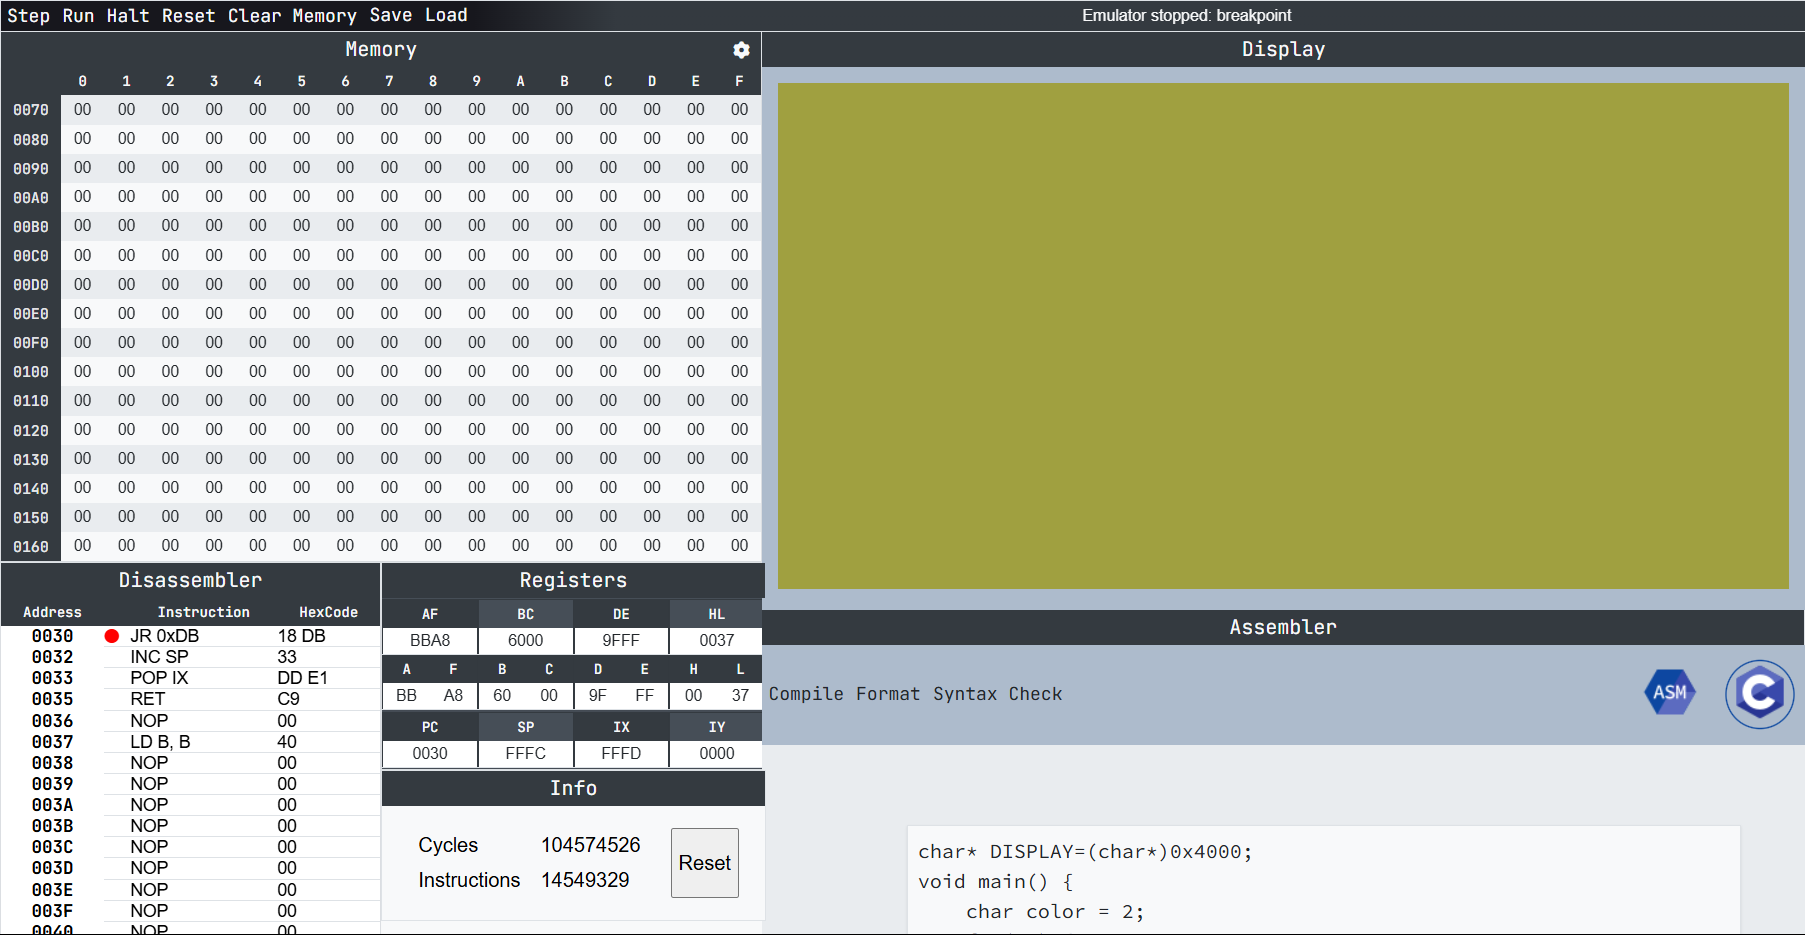 Step Run Halt Reset Clear Memory Save Load
Emulator stopped: breakpoint
Memory
0 1 2 3 4 5 6 7 8 9 A B C D E F
0070 00 00 00 00 00 00 00 00 00 00 00 00 00 00 00 00
0080 00 00 00 00 00 00 00 00 00 00 00 00 00 00 00 00
0090 00 00 00 00 00 00 00 00 00 00 00 00 00 00 00 00
00A0 00 00 00 00 00 00 00 00 00 00 00 00 00 00 00 00
00B0 00 00 00 00 00 00 00 00 00 00 00 00 00 00 00 00
00C0 00 00 00 00 00 00 00 00 00 00 00 00 00 00 00 00
00D0 00 00 00 00 00 00 00 00 00 00 00 00 00 00 00 00
00E0 00 00 00 00 00 00 00 00 00 00 00 00 00 00 00 00
00F0 00 00 00 00 00 00 00 00 00 00 00 00 00 00 00 00
0100 00 00 00 00 00 00 00 00 00 00 00 00 00 00 00 00
0110 00 00 00 00 00 00 00 00 00 00 00 00 00 00 00 00
0120 00 00 00 00 00 00 00 00 00 00 00 00 00 00 00 00
0130 00 00 00 00 00 00 00 00 00 00 00 00 00 00 00 00
0140 00 00 00 00 00 00 00 00 00 00 00 00 00 00 00 00
0150 00 00 00 00 00 00 00 00 00 00 00 00 00 00 00 00
0160 00 00 00 00 00 00 00 00 00 00 00 00 00 00 00 00
Disassembler
Address Instruction HexCode
0030 JR 0xDB 18 DB
0032 INC SP 33
0033 POP IX DD E1
0035 RET C9
0036 NOP 00
0037 LD B, B 40
0038 NOP 00
0039 NOP 00
003A NOP 00
003B NOP 00
003C NOP 00
003D NOP 00
003E NOP 00
003F NOP 00
0040 NOP 00
Registers
AF BC DE HL
BBA8 6000 9FFF 0037
A F B C D E H L
BB A8 60 00 9F FF 00 37
PC SP IX IY
0030 FFFC FFFD 0000
Info
Cycles 104574526
Instructions 14549329
Reset
Display
Assembler
Compile Format Syntax Check
ASM
C
char* DISPLAY=(char*)0x4000;
void main() {
char color = 2;